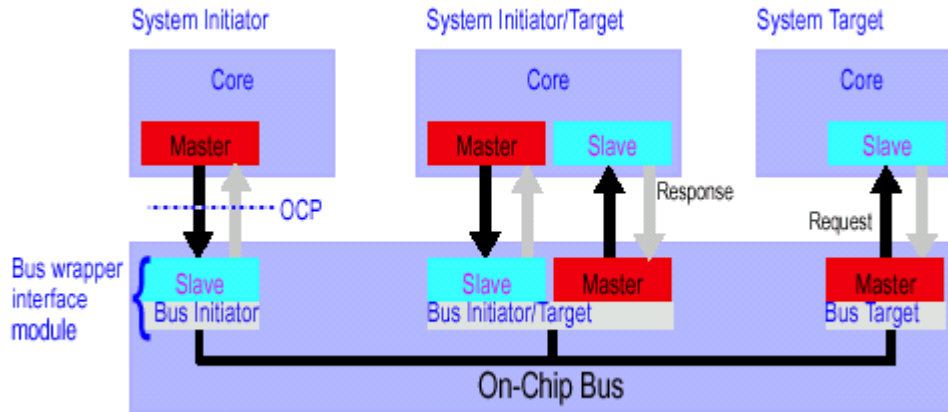 System Initiator
System Initiator/Target
System Target
Core
Core
Core
Master
Master
Slave
Slave
Response
OCP
Request
Bus wrapper
interface
module
Slave
Slave
Master
Master
Bus Initiator
Bus Initiator/Target
Bus Target
On-Chip Bus